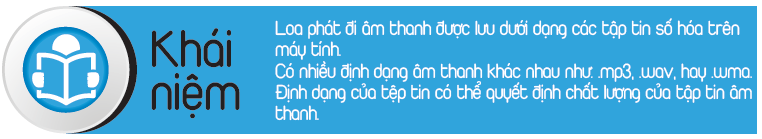 Khái
niệm
Loa phát đi âm thanh được lưu dưới dạng các tập tin số hóa trên
máy tính.
Có nhiều định dạng âm thanh khác nhau như: .mp3, .wav, hay .wma.
Định dạng của tệp tin có thể quyết định chất lượng của tập tin âm
thanh.